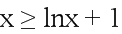 x ≥ lnx + 1